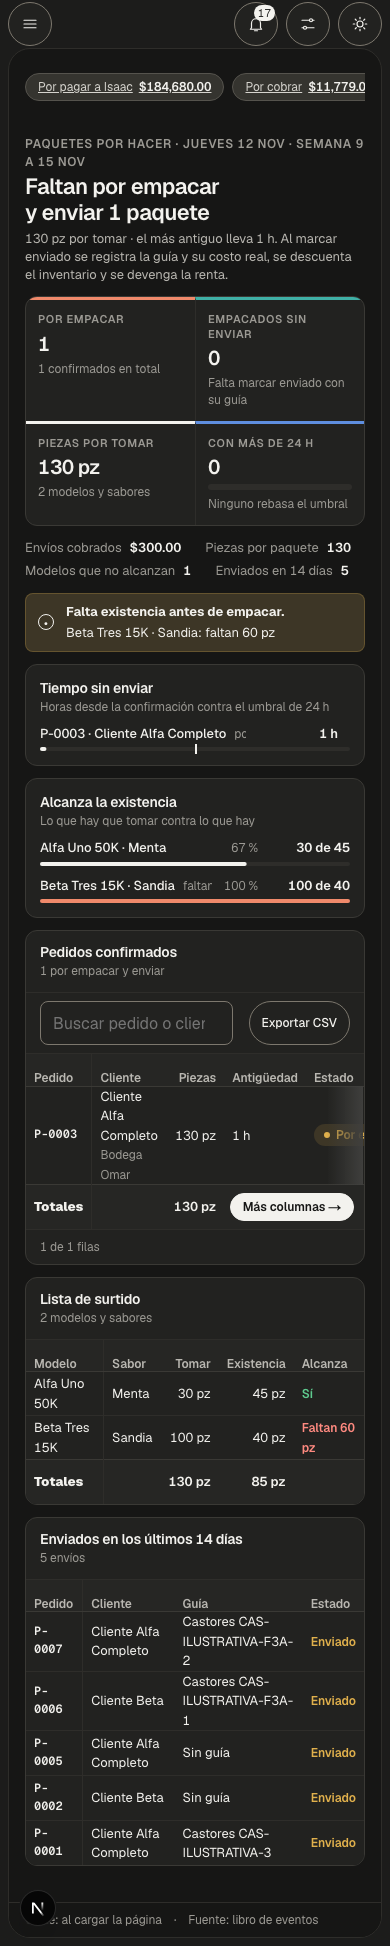 17
Por pagar a Isaac $184,680.00 Por cobrar $11,779.0
PAQUETES POR HACER · JUEVES 12 NOV · SEMANA 9
A 15 NOV
Faltan por empacar
y enviar 1 paquete
130 pz por tomar · el más antiguo lleva 1 h. Al marcar
enviado se registra la guía y su costo real, se descuenta
el inventario y se devenga la renta.
POR EMPACAR
1
1 confirmados en total
EMPACADOS SIN
ENVIAR
0
Falta marcar enviado con
su guía
PIEZAS POR TOMAR
130 pz
2 modelos y sabores
CON MÁS DE 24 H
0
Ninguno rebasa el umbral
Envíos cobrados $300.00 Piezas por paquete 130
Modelos que no alcanzan 1 Enviados en 14 días 5
Falta existencia antes de empacar.
Beta Tres 15K · Sandia: faltan 60 pz
Tiempo sin enviar
Horas desde la confirmación contra el umbral de 24 h
P-0003 · Cliente Alfa Completo 1 h
Alcanza la existencia
Lo que hay que tomar contra lo que hay
Alfa Uno 50K · Menta 67 % 30 de 45
Beta Tres 15K · Sandia faltar 100 % 100 de 40
Pedidos confirmados
1 por empacar y enviar
Buscar pedido o clier
Exportar CSV
Pedido Cliente Piezas Antigüedad Estado
P-0003 Cliente Alfa Completo Bodega Omar 130 pz 1 h Por
Totales 130 pz Más columnas →
1 de 1 filas
Lista de surtido
2 modelos y sabores
Modelo Sabor Tomar Existencia Alcanza
Alfa Uno 50K Menta 30 pz 45 pz Sí
Beta Tres 15K Sandia 100 pz 40 pz Faltan 60 pz
Totales 130 pz 85 pz
Enviados en los últimos 14 días
5 envíos
Pedido Cliente Guía Estado
P-0007 Cliente Alfa Completo Castores CAS-ILUSTRATIVA-F3A-2 Enviado
P-0006 Cliente Beta Castores CAS-ILUSTRATIVA-F3A-1 Enviado
P-0005 Cliente Alfa Completo Sin guía Enviado
P-0002 Cliente Beta Sin guía Enviado
P-0001 Cliente Alfa Completo Castores CAS-ILUSTRATIVA-3 Enviado
N
: al cargar la página · Fuente: libro de eventos